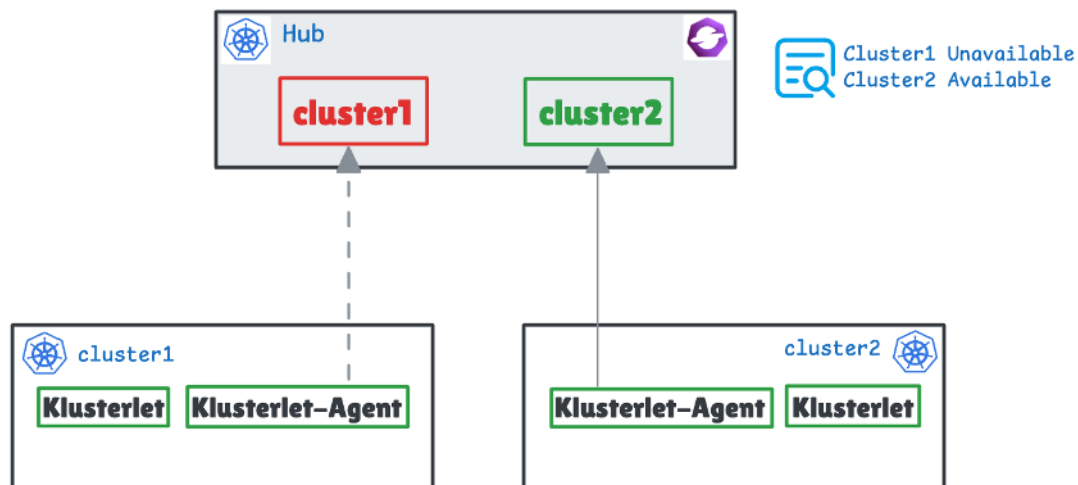 Hub
Cluster1 Unavailable
Cluster2 Available
cluster1
cluster2
cluster1
cluster2
Klusterlet
Klusterlet-Agent
Klusterlet-Agent
Klusterlet